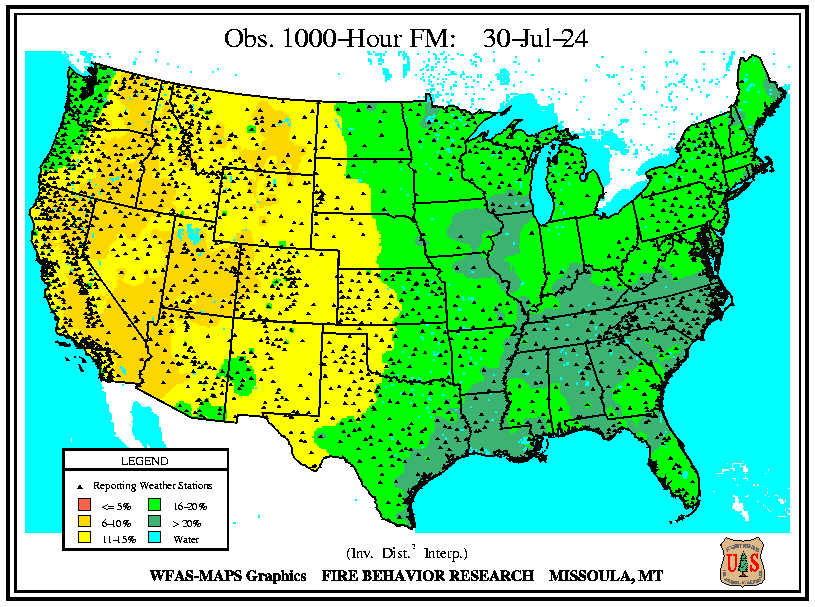 Obs. 1000-Hour FM: 30-Jul-24
LEGEND
Reporting Weather Stations
<= 5%
16-20%
6-10%
> 20%
11-15%
Water
(Inv. Dist.² Interp.)
WFAS-MAPS Graphics FIRE BEHAVIOR RESEARCH MISSOULA, MT
U S